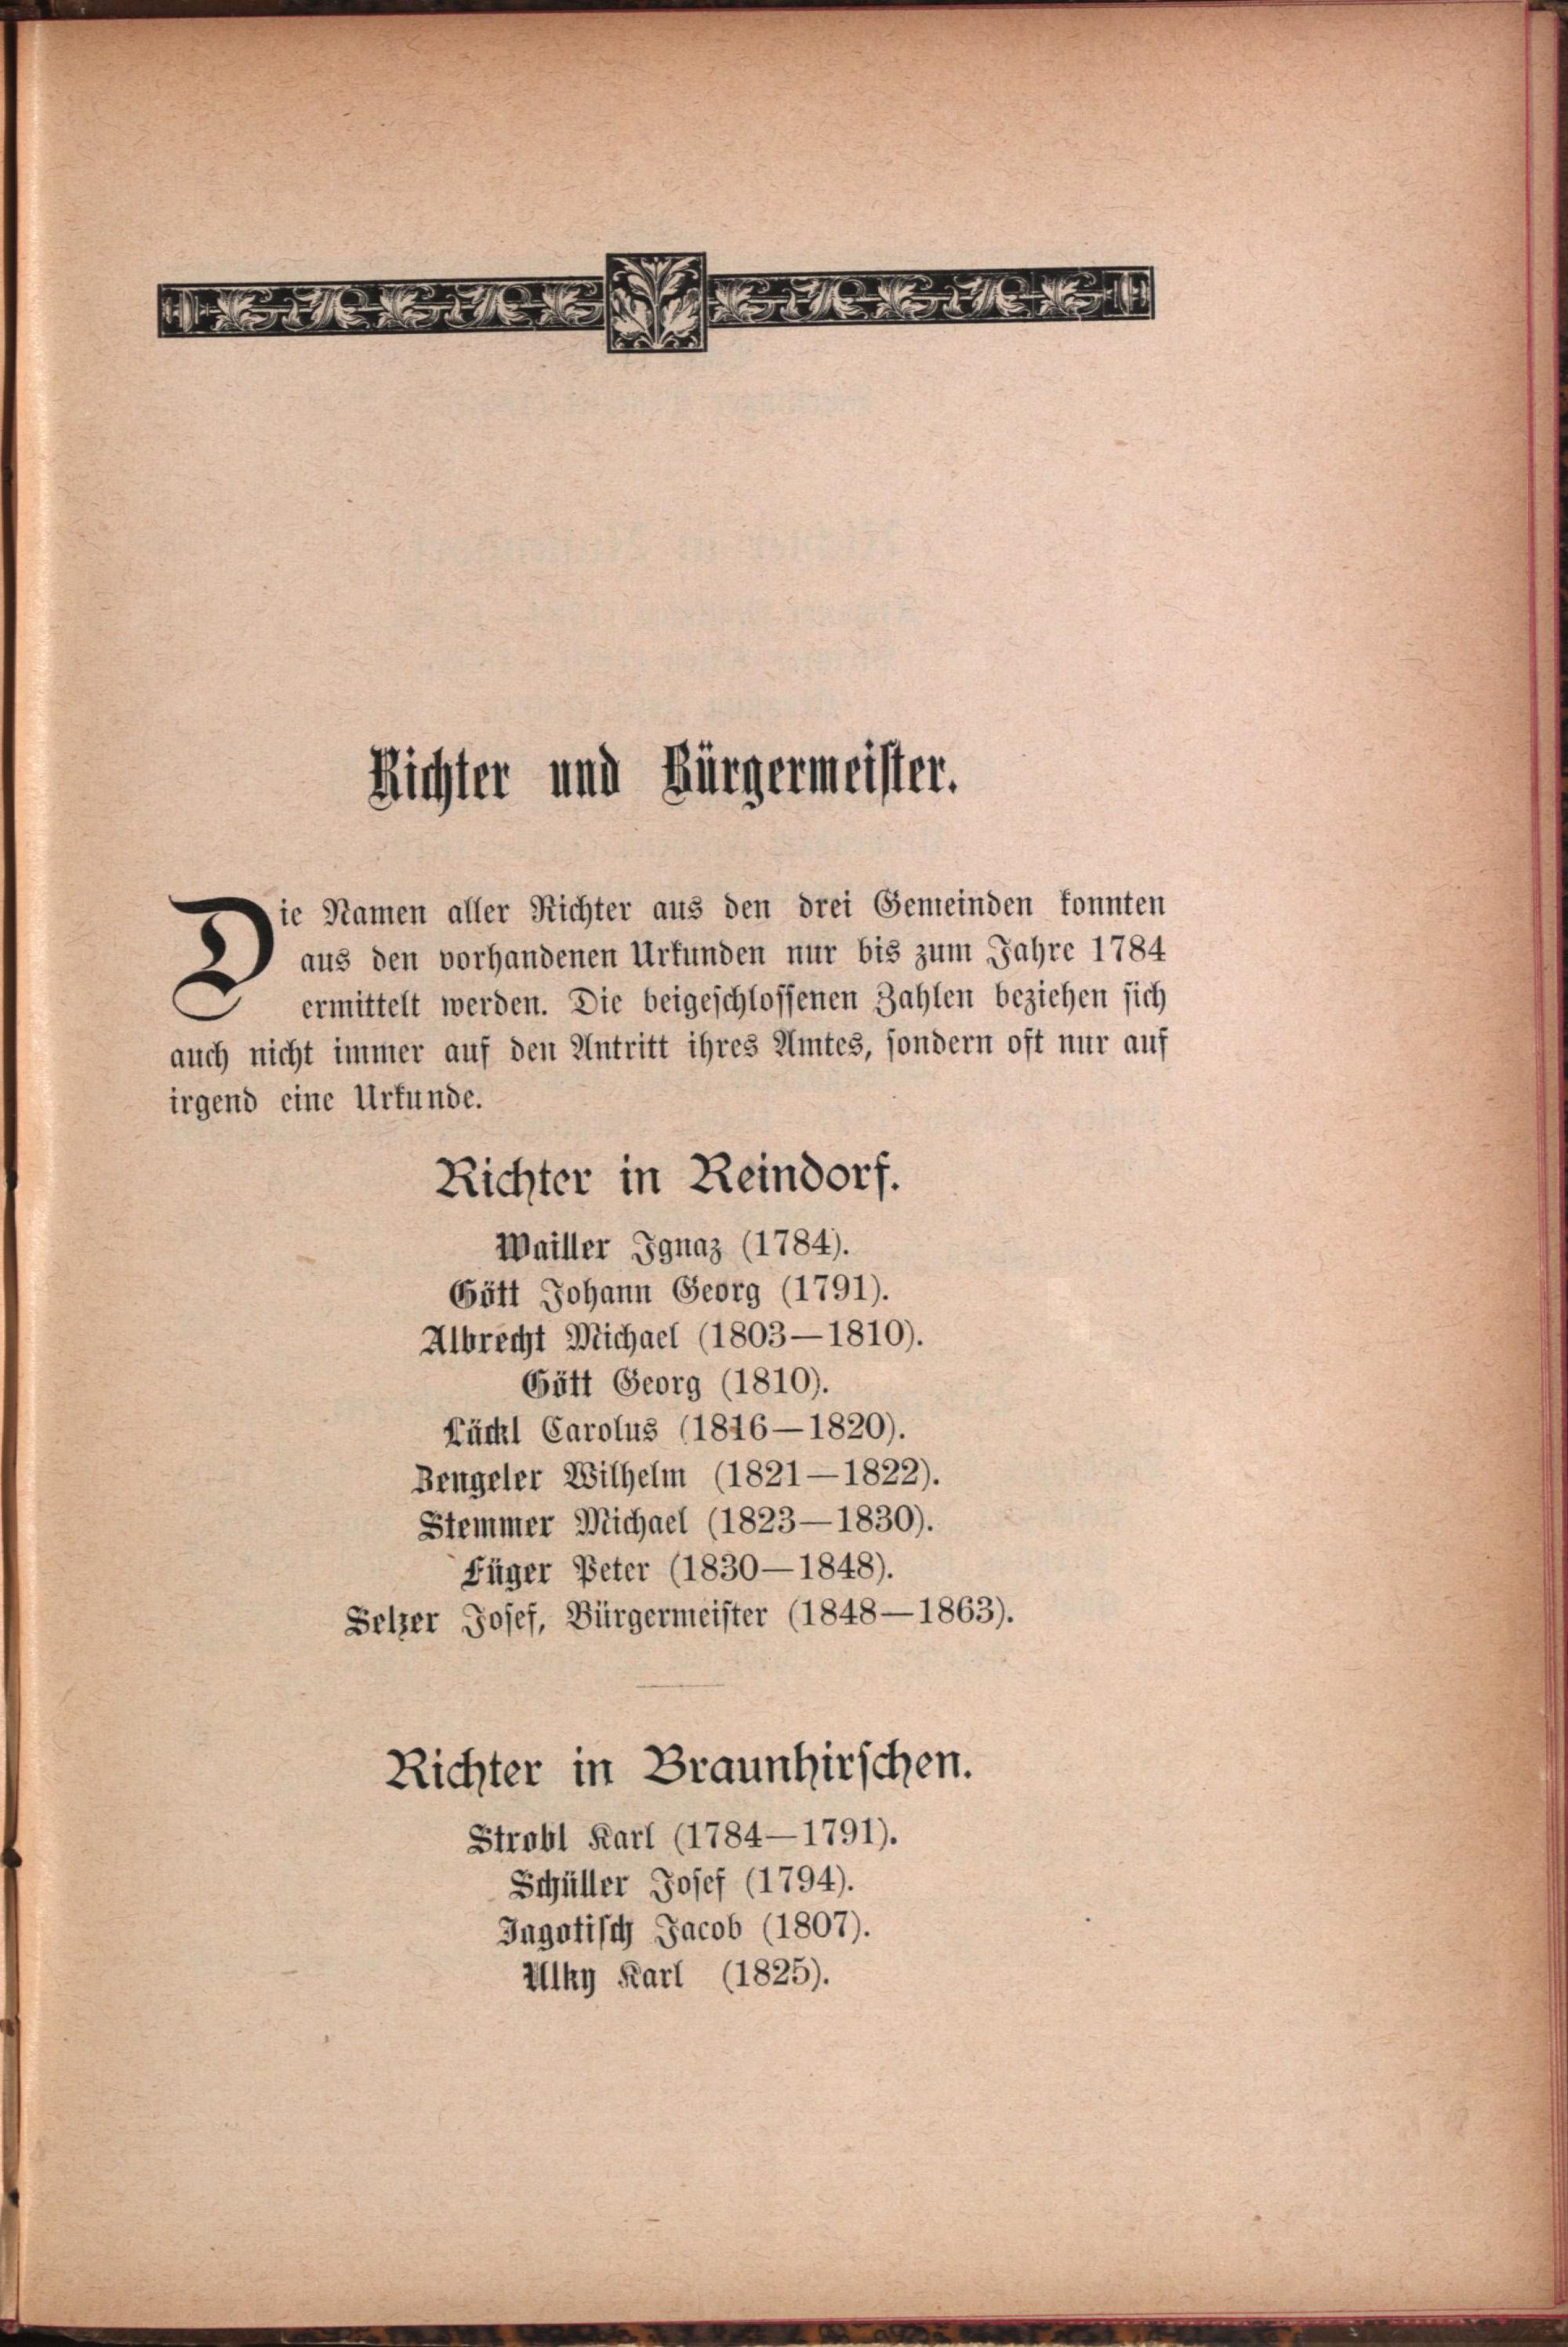 Richter und Bürgermeister.
Die Namen aller Richter aus den drei Gemeinden konnten
aus den vorhandenen Urkunden nur bis zum Jahre 1784
ermittelt werden. Die beigeschlossenen Zahlen beziehen sich
auch nicht immer auf den Antritt ihres Amtes, sondern oft nur auf
irgend eine Urkunde.
Richter in Reindorf.
Wailler Ignaz (1784).
Gött Johann Georg (1791).
Albrecht Michael (1803—1810).
Gött Georg (1810).
Lückl Carolus (1816—1820).
Zengeler Wilhelm (1821—1822).
Stemmer Michael (1823—1830).
Füger Peter (1830—1848).
Selzer Josef, Bürgermeister (1848—1863).
Richter in Braunhirschen.
Strobl Karl (1784—1791).
Schüller Josef (1794).
Jagotisch Jacob (1807).
Ulky Karl (1825).